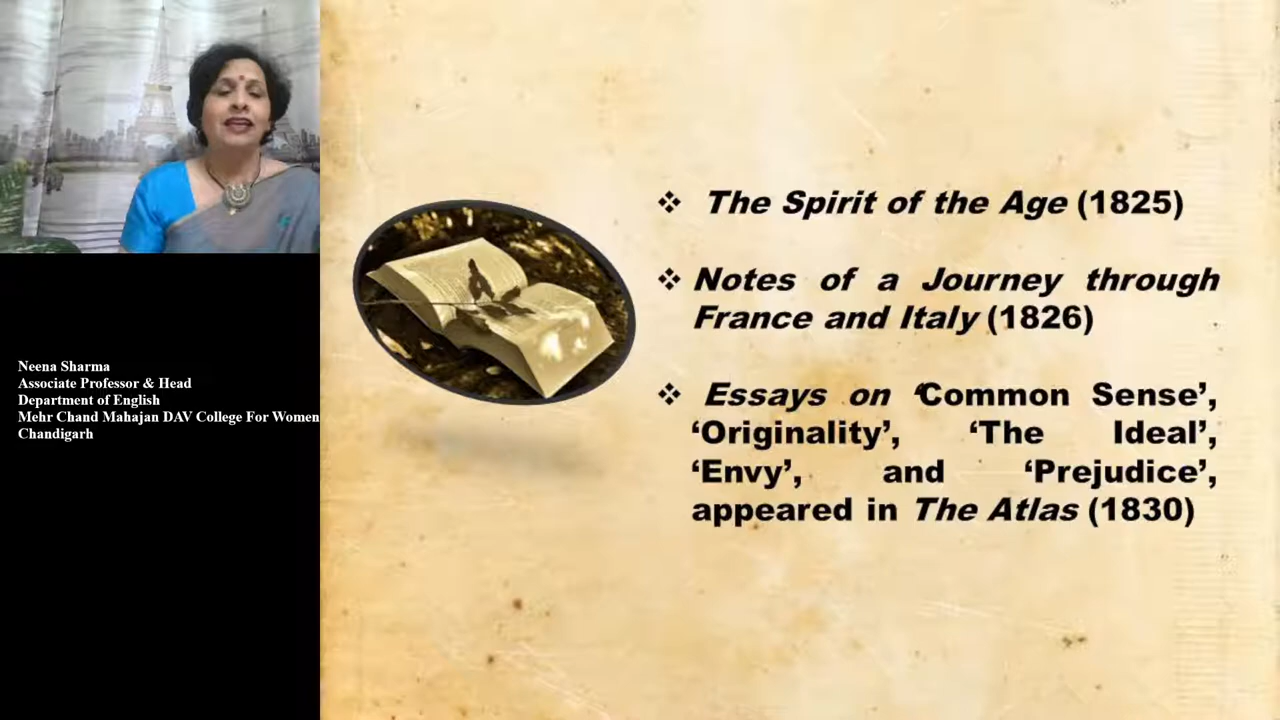 Neena Sharma
Associate Professor & Head
Department of English
Mehr Chand Mahajan DAV College For Women
Chandigarh
❖ The Spirit of the Age (1825)
❖ Notes of a Journey through
France and Italy (1826)
❖ Essays on ‘Common Sense’,
‘Originality’, ‘The Ideal’,
‘Envy’, and ‘Prejudice’,
appeared in The Atlas (1830)